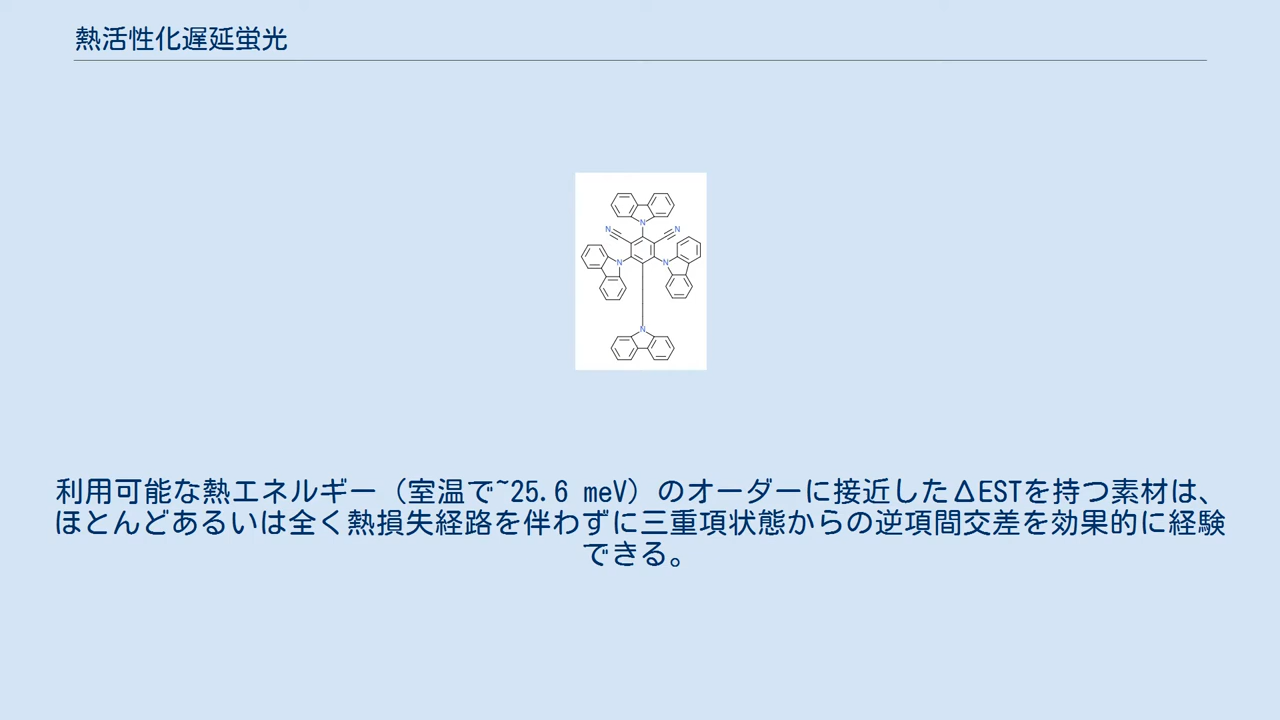 熱活性化遅延蛍光
N
N
N
N
N
N
利用可能な熱エネルギー（室温で~25.6 meV）のオーダーに接近したΔESTを持つ素材は、
ほとんどあるいは全く熱損失経路を伴わずに三重項状態からの逆項間交差を効果的に経験
できる。